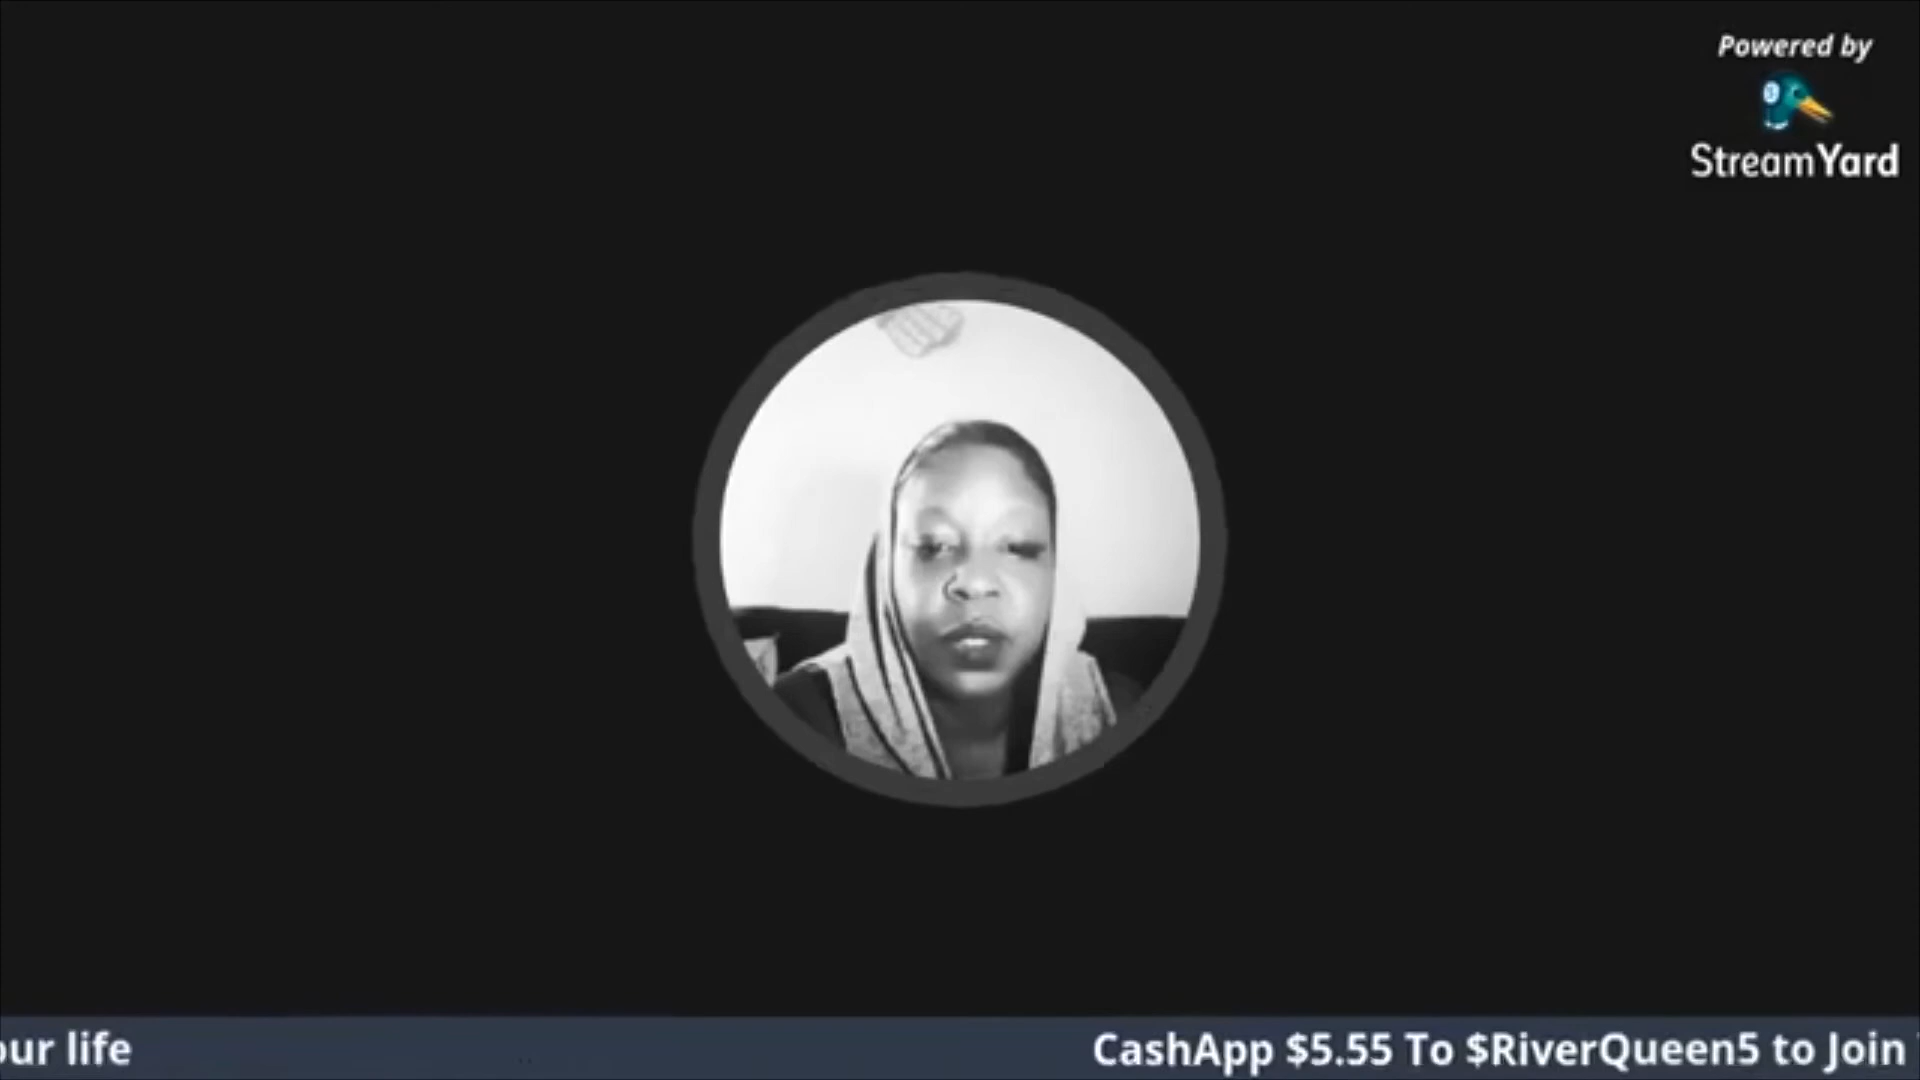 Powered by
StreamYard
our life
CashApp $5.55 To $RiverQueen5 to Join